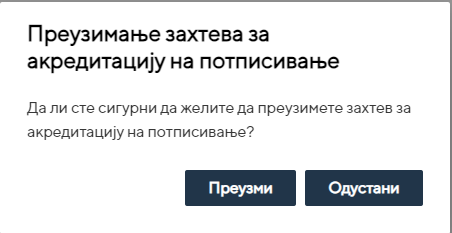 Преузимање захтева за
акредитацију на потписивање
Да ли сте сигурни да желите да преузимете захтев за
акредитацију на потписивање?
Преузми Одустани